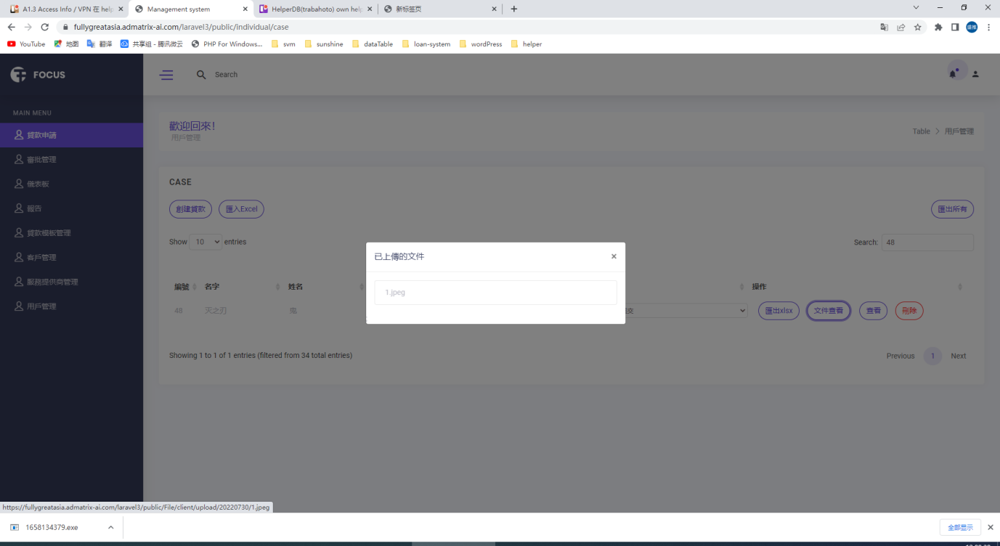 A1.3 Access Info / VPN 在 help
Management system
HelperDB(trabahoto) own help
新标签页
fullygreatasia.admatrix-ai.com/laravel3/public/individual/case
YouTube 地图 翻译 共享组 - 腾讯微云 PHP For Windows... svm sunshine dataTable loan-system wordPress helper
FOCUS
Search
MAIN MENU
貸款申請
審批管理
儀表板
報告
貸款模板管理
客戶管理
服務提供商管理
用戶管理
歡迎回來!
用戶管理
Table > 用戶管理
CASE
創建貸款 匯入Excel 匯出所有
Show 10 entries
Search: 48
已上傳的文件 ×
1.jpeg
編號 名字 姓名 操作
48 灭之刃 鬼 交 匯出xlsx 文件查看 查看 刪除
Showing 1 to 1 of 1 entries (filtered from 34 total entries)
Previous 1 Next
https://fullygreatasia.admatrix-ai.com/laravel3/public/File/client/upload/20220730/1.jpeg
1658134379.exe
全部显示